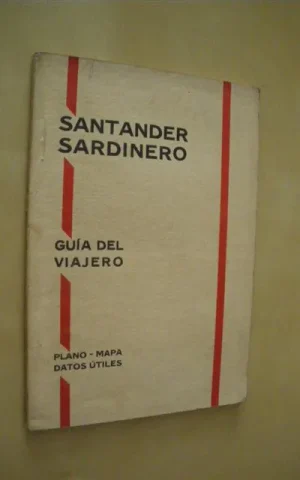 SANTANDER
SARDINERO
GUÍA DEL
VIAJERO
PLANO - MAPA
DATOS ÚTILES